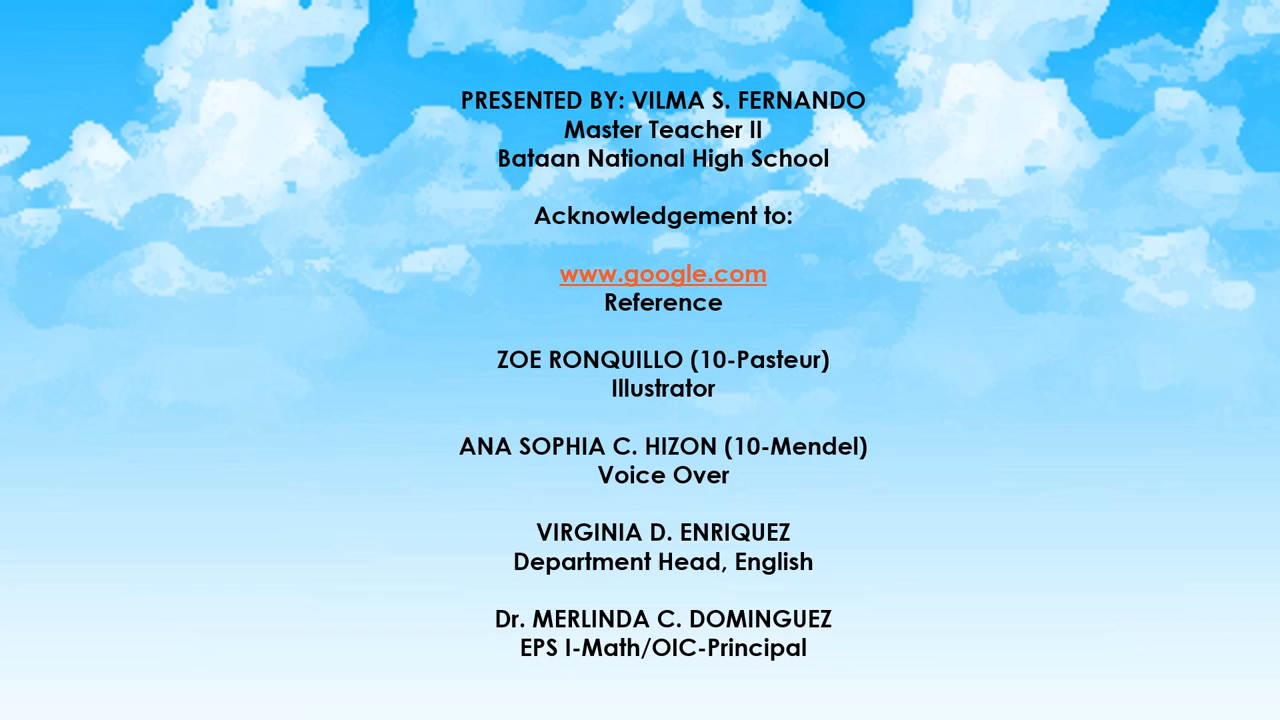 PRESENTED BY: VILMA S. FERNANDO
Master Teacher II
Bataan National High School
Acknowledgement to:
www.google.com
Reference
ZOE RONQUILLO (10-Pasteur)
Illustrator
ANA SOPHIA C. HIZON (10-Mendel)
Voice Over
VIRGINIA D. ENRIQUEZ
Department Head, English
Dr. MERLINDA C. DOMINGUEZ
EPS I-Math/OIC-Principal